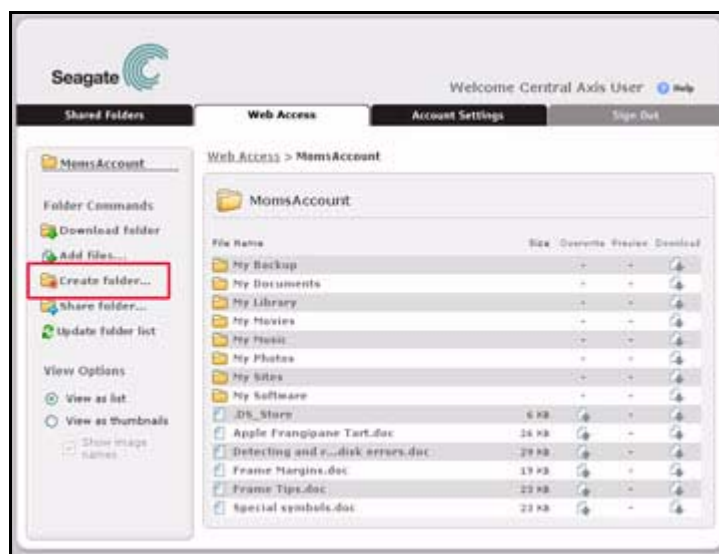 Seagate
Welcome Central Axis User Help
Shared Folders Web Access Account Settings Sign Out
MomsAccount
Web Access > MomsAccount
MomsAccount
Folder Commands
Download folder
Add files...
Create folder...
Share folder...
Update folder list
View Options
View as list
View as thumbnails
Show image names
File Name Size Overwrite Preview Download
My Backup - -
My Documents - -
My Library - -
My Movies - -
My Music - -
My Photos - -
My Sites - -
My Software - -
.DS_Store 6 KB -
Apple Frangipane Tart.doc 26 KB -
Detecting and r...disk errors.doc 29 KB -
Frame Margins.doc 19 KB -
Frame Tips.doc 23 KB -
Special symbols.doc 23 KB -